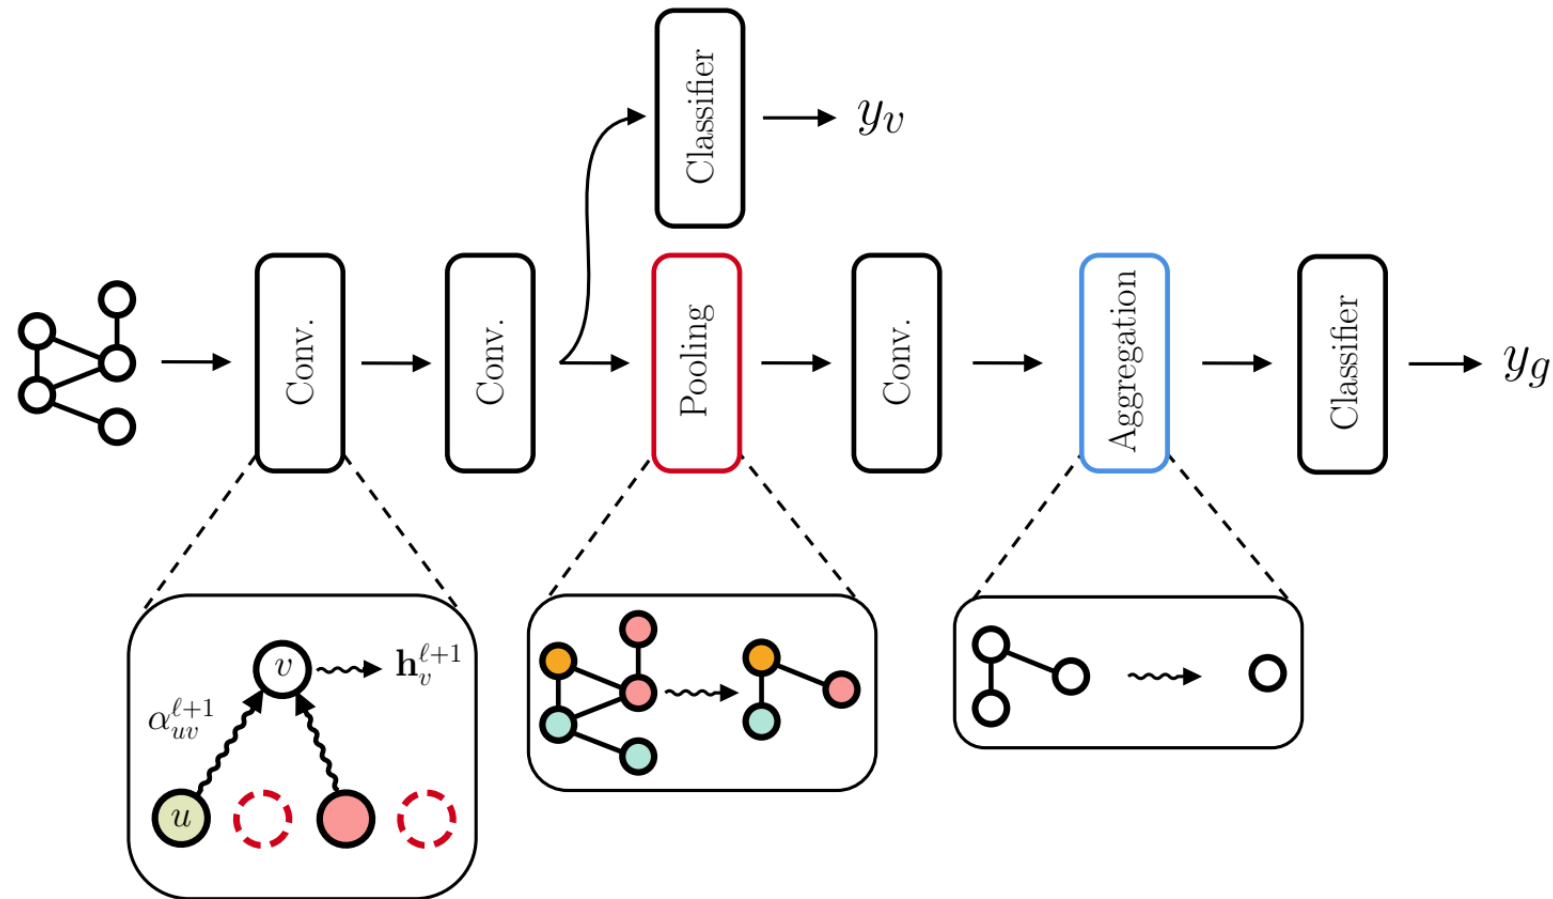 Classifier
y_v
Conv.
Conv.
Pooling
Conv.
Aggregation
Classifier
y_g
v
h_v^{ℓ+1}
α_{uv}^{ℓ+1}
u